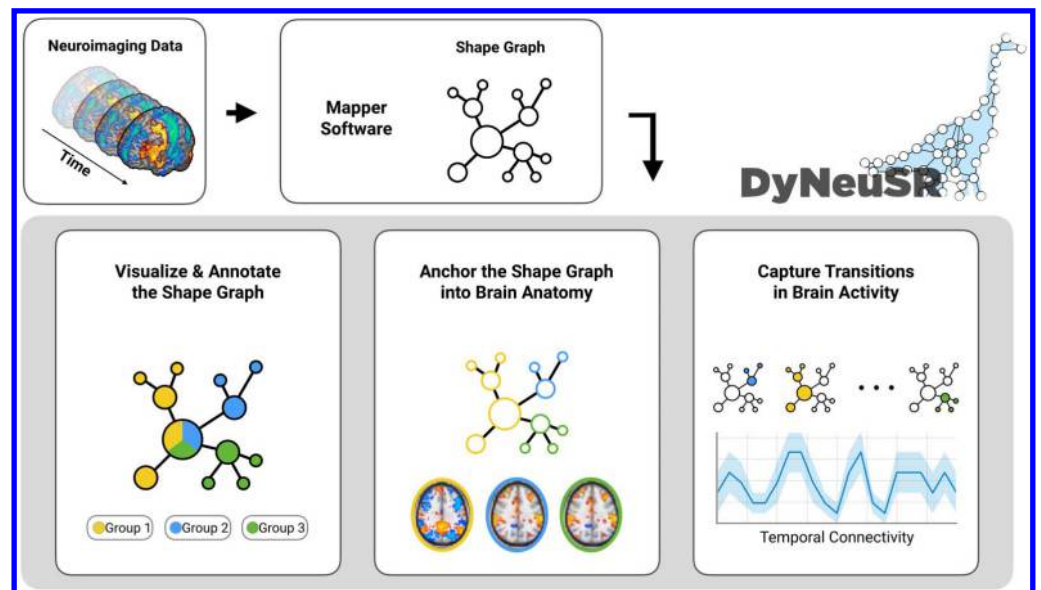 Neuroimaging Data
Time
Shape Graph
Mapper
Software
DyNeuSR
Visualize & Annotate
the Shape Graph
Group 1
Group 2
Group 3
Anchor the Shape Graph
into Brain Anatomy
Capture Transitions
in Brain Activity
Temporal Connectivity